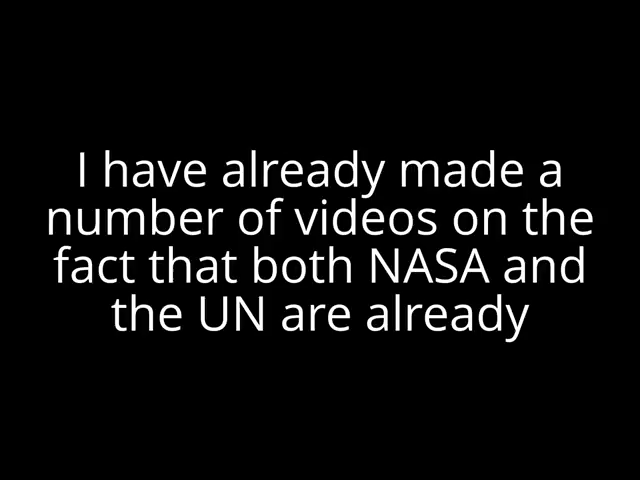 I have already made a
number of videos on the
fact that both NASA and
the UN are already